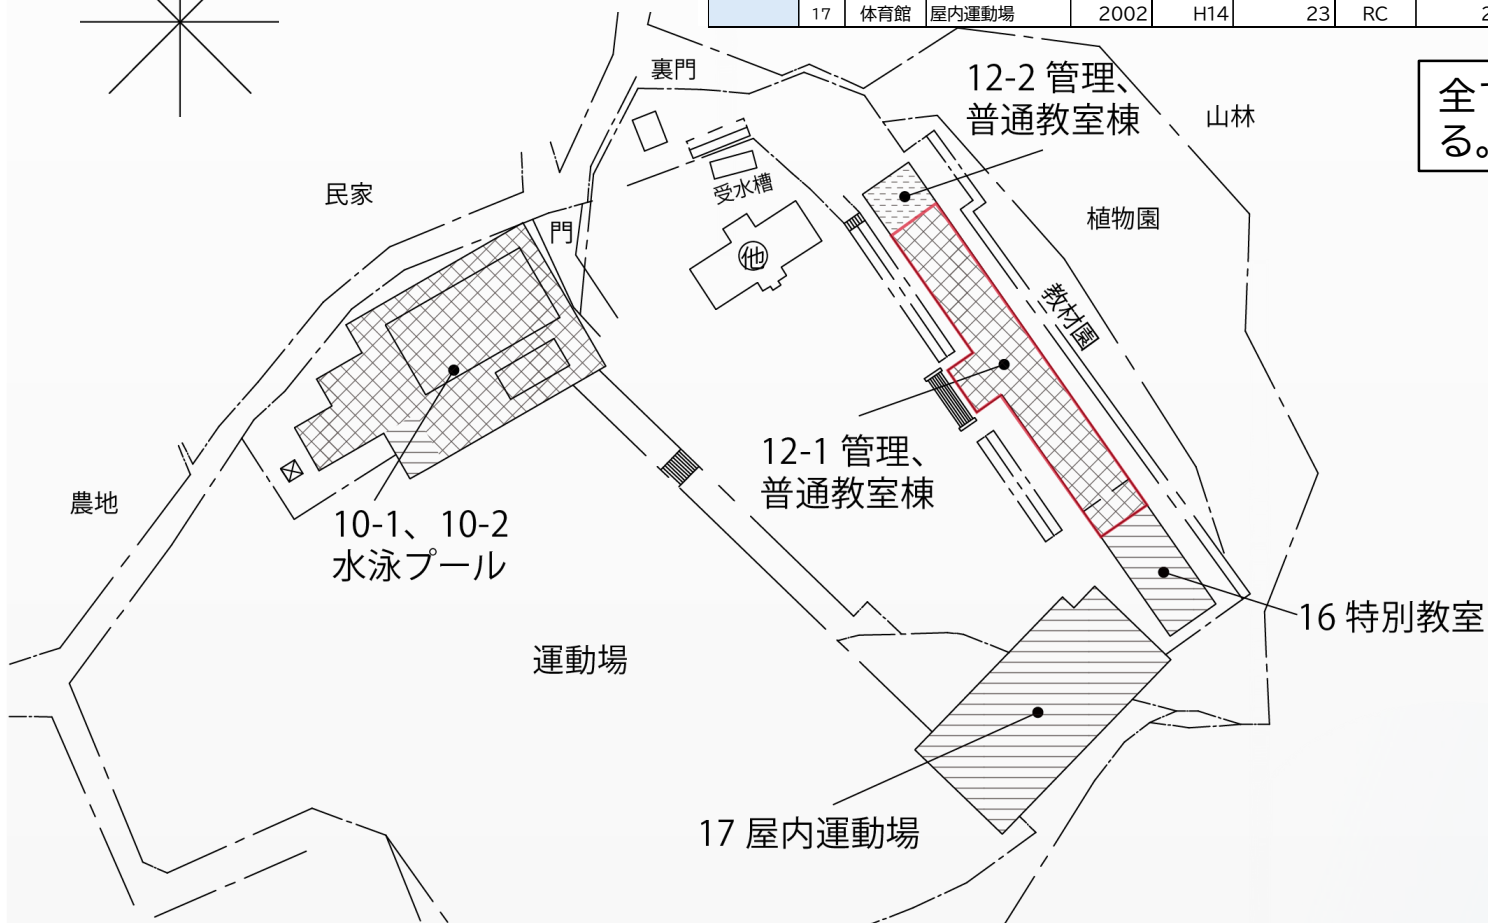 17 体育館 屋内運動場 2002 H14 23 RC 2
裏門
12-2 管理、
普通教室棟
山林
全
る。
民家
受水槽
植物園
門
他
教材園
12-1 管理、
普通教室棟
農地
10-1、10-2
水泳プール
16 特別教室
運動場
17 屋内運動場